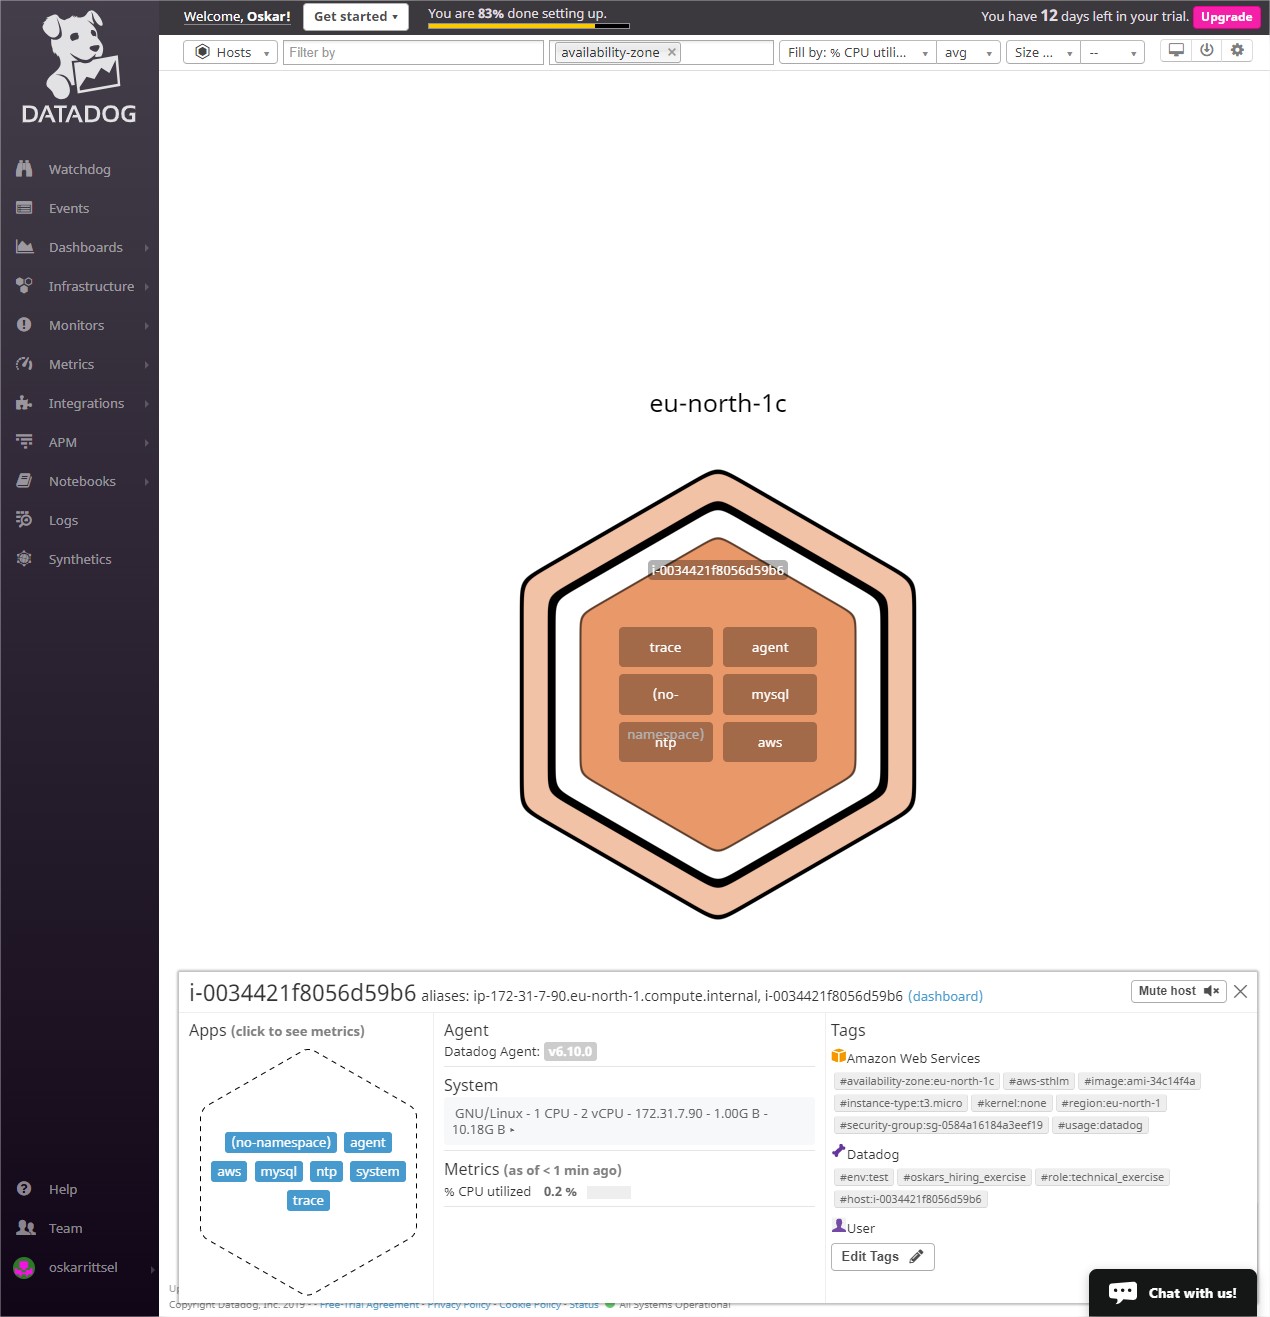 Welcome, Oskar!
Get started
You are 83% done setting up.
You have 12 days left in your trial.
Upgrade
DATADOG
Hosts
Filter by
availability-zone ×
Fill by: % CPU utili...
avg
Size ...
--
Watchdog
Events
Dashboards
Infrastructure
Monitors
Metrics
Integrations
APM
Notebooks
Logs
Synthetics
Help
Team
oskarrittsel
eu-north-1c
i-0034421f8056d59b6
trace agent
(no-namespace) mysql
ntp aws
i-0034421f8056d59b6 aliases: ip-172-31-7-90.eu-north-1.compute.internal, i-0034421f8056d59b6 (dashboard)
Mute host
Apps (click to see metrics)
(no-namespace) agent
aws mysql ntp system
trace
Agent
Datadog Agent: v6.10.0
System
GNU/Linux - 1 CPU - 2 vCPU - 172.31.7.90 - 1.00G B -
10.18G B
Metrics (as of < 1 min ago)
% CPU utilized 0.2 %
Tags
Amazon Web Services
#availability-zone:eu-north-1c #aws-sthlm #image:ami-34c14f4a
#instance-type:t3.micro #kernel:none #region:eu-north-1
#security-group:sg-0584a16184a3eef19 #usage:datadog
Datadog
#env:test #oskars_hiring_exercise #role:technical_exercise
#host:i-0034421f8056d59b6
User
Edit Tags
Copyright Datadog, Inc. 2019 - - Free-Trial Agreement - Privacy Policy - Cookie Policy - Status All Systems Operational
Chat with us!